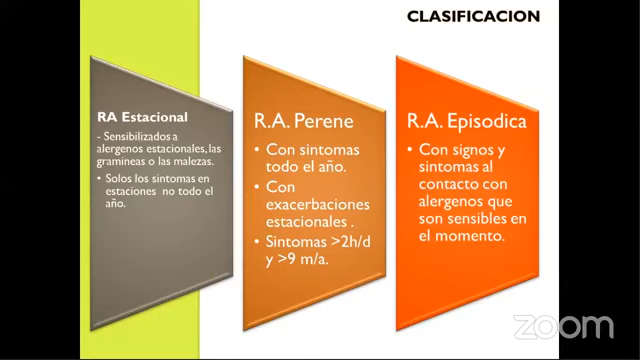 CLASIFICACION
RA Estacional
- Sensibilizados a
alergenos estacionales, las
gramineas o las malezas.
• Solos los sintomas en
estaciones no todo el
año.
R.A. Perene
• Con sintomas
todo el año.
• Con
exacerbaciones
estacionales .
• Sintomas >2h/d
y >9 m/a.
R.A. Episodica
• Con signos y
sintomas al
contacto con
alergenos que
son sensibles en
el momento.
zoom